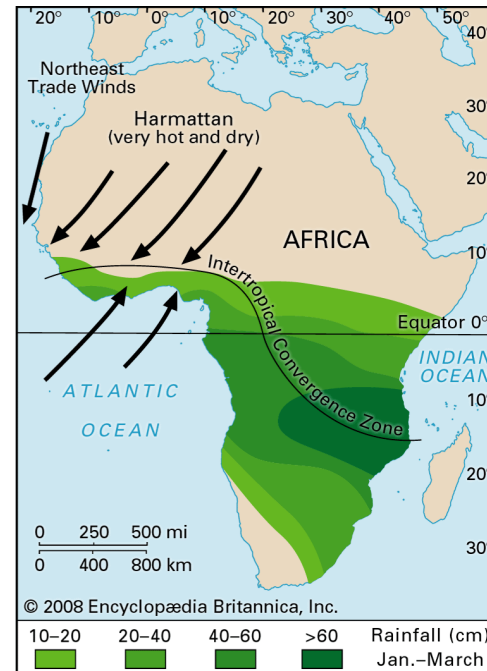 20° 10° 0° 10° 20° 30° 40° 50°
40°
Northeast
Trade Winds
Harmattan
(very hot and dry)
30°
20°
AFRICA
10°
Intertropical Convergence Zone
Equator 0°
INDIAN
OCEAN
ATLANTIC
OCEAN
10°
20°
0 250 500 mi
0 400 800 km
30°
© 2008 Encyclopædia Britannica, Inc.
10–20 20–40 40–60 >60 Rainfall (cm)
Jan.–March